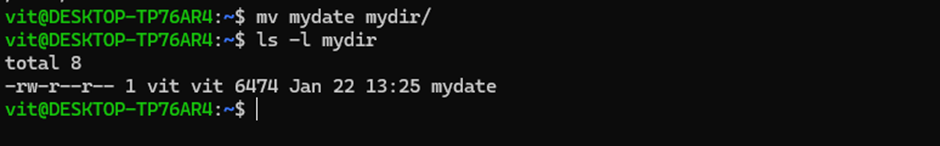 vit@DESKTOP-TP76AR4:~$ mv mydate mydir/
vit@DESKTOP-TP76AR4:~$ ls -l mydir
total 8
-rw-r--r-- 1 vit vit 6474 Jan 22 13:25 mydate
vit@DESKTOP-TP76AR4:~$